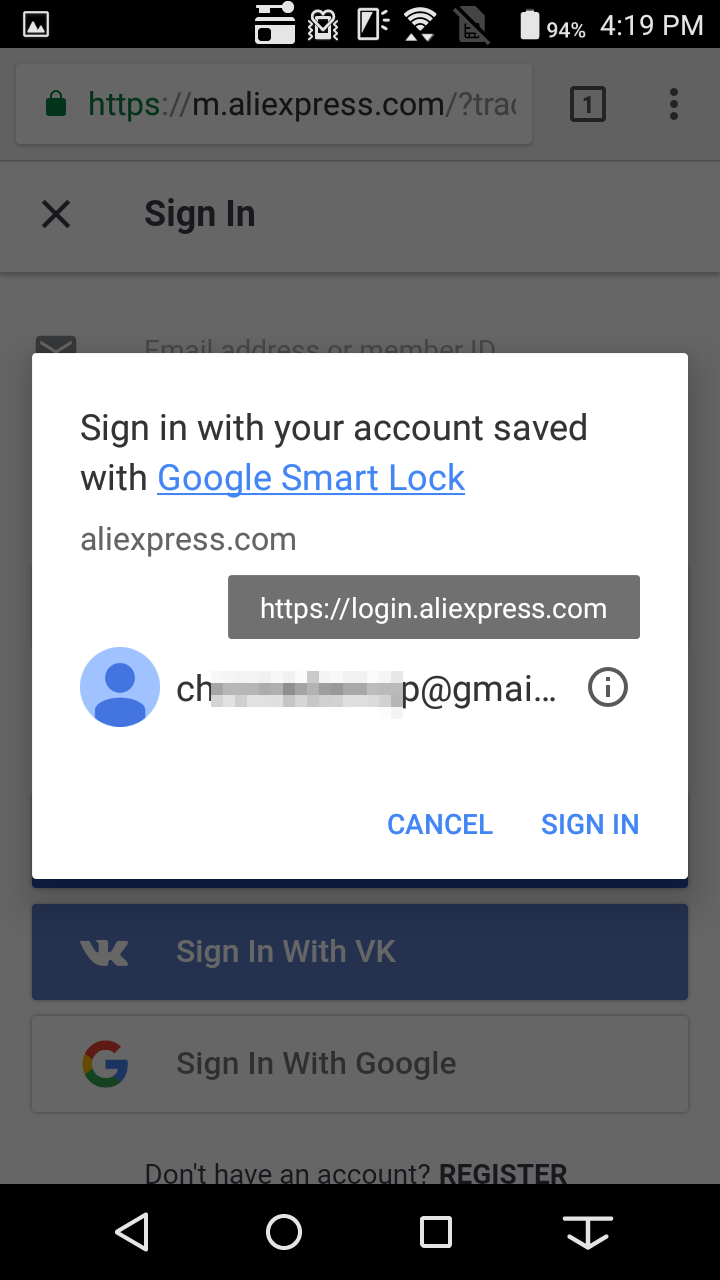 94% 4:19 PM
https://m.aliexpress.com/?trac
1
Sign In
Email address or member ID
Sign in with your account saved
with Google Smart Lock
aliexpress.com
https://login.aliexpress.com
ch p@gmai...
CANCEL SIGN IN
Sign In With VK
Sign In With Google
Don't have an account? REGISTER